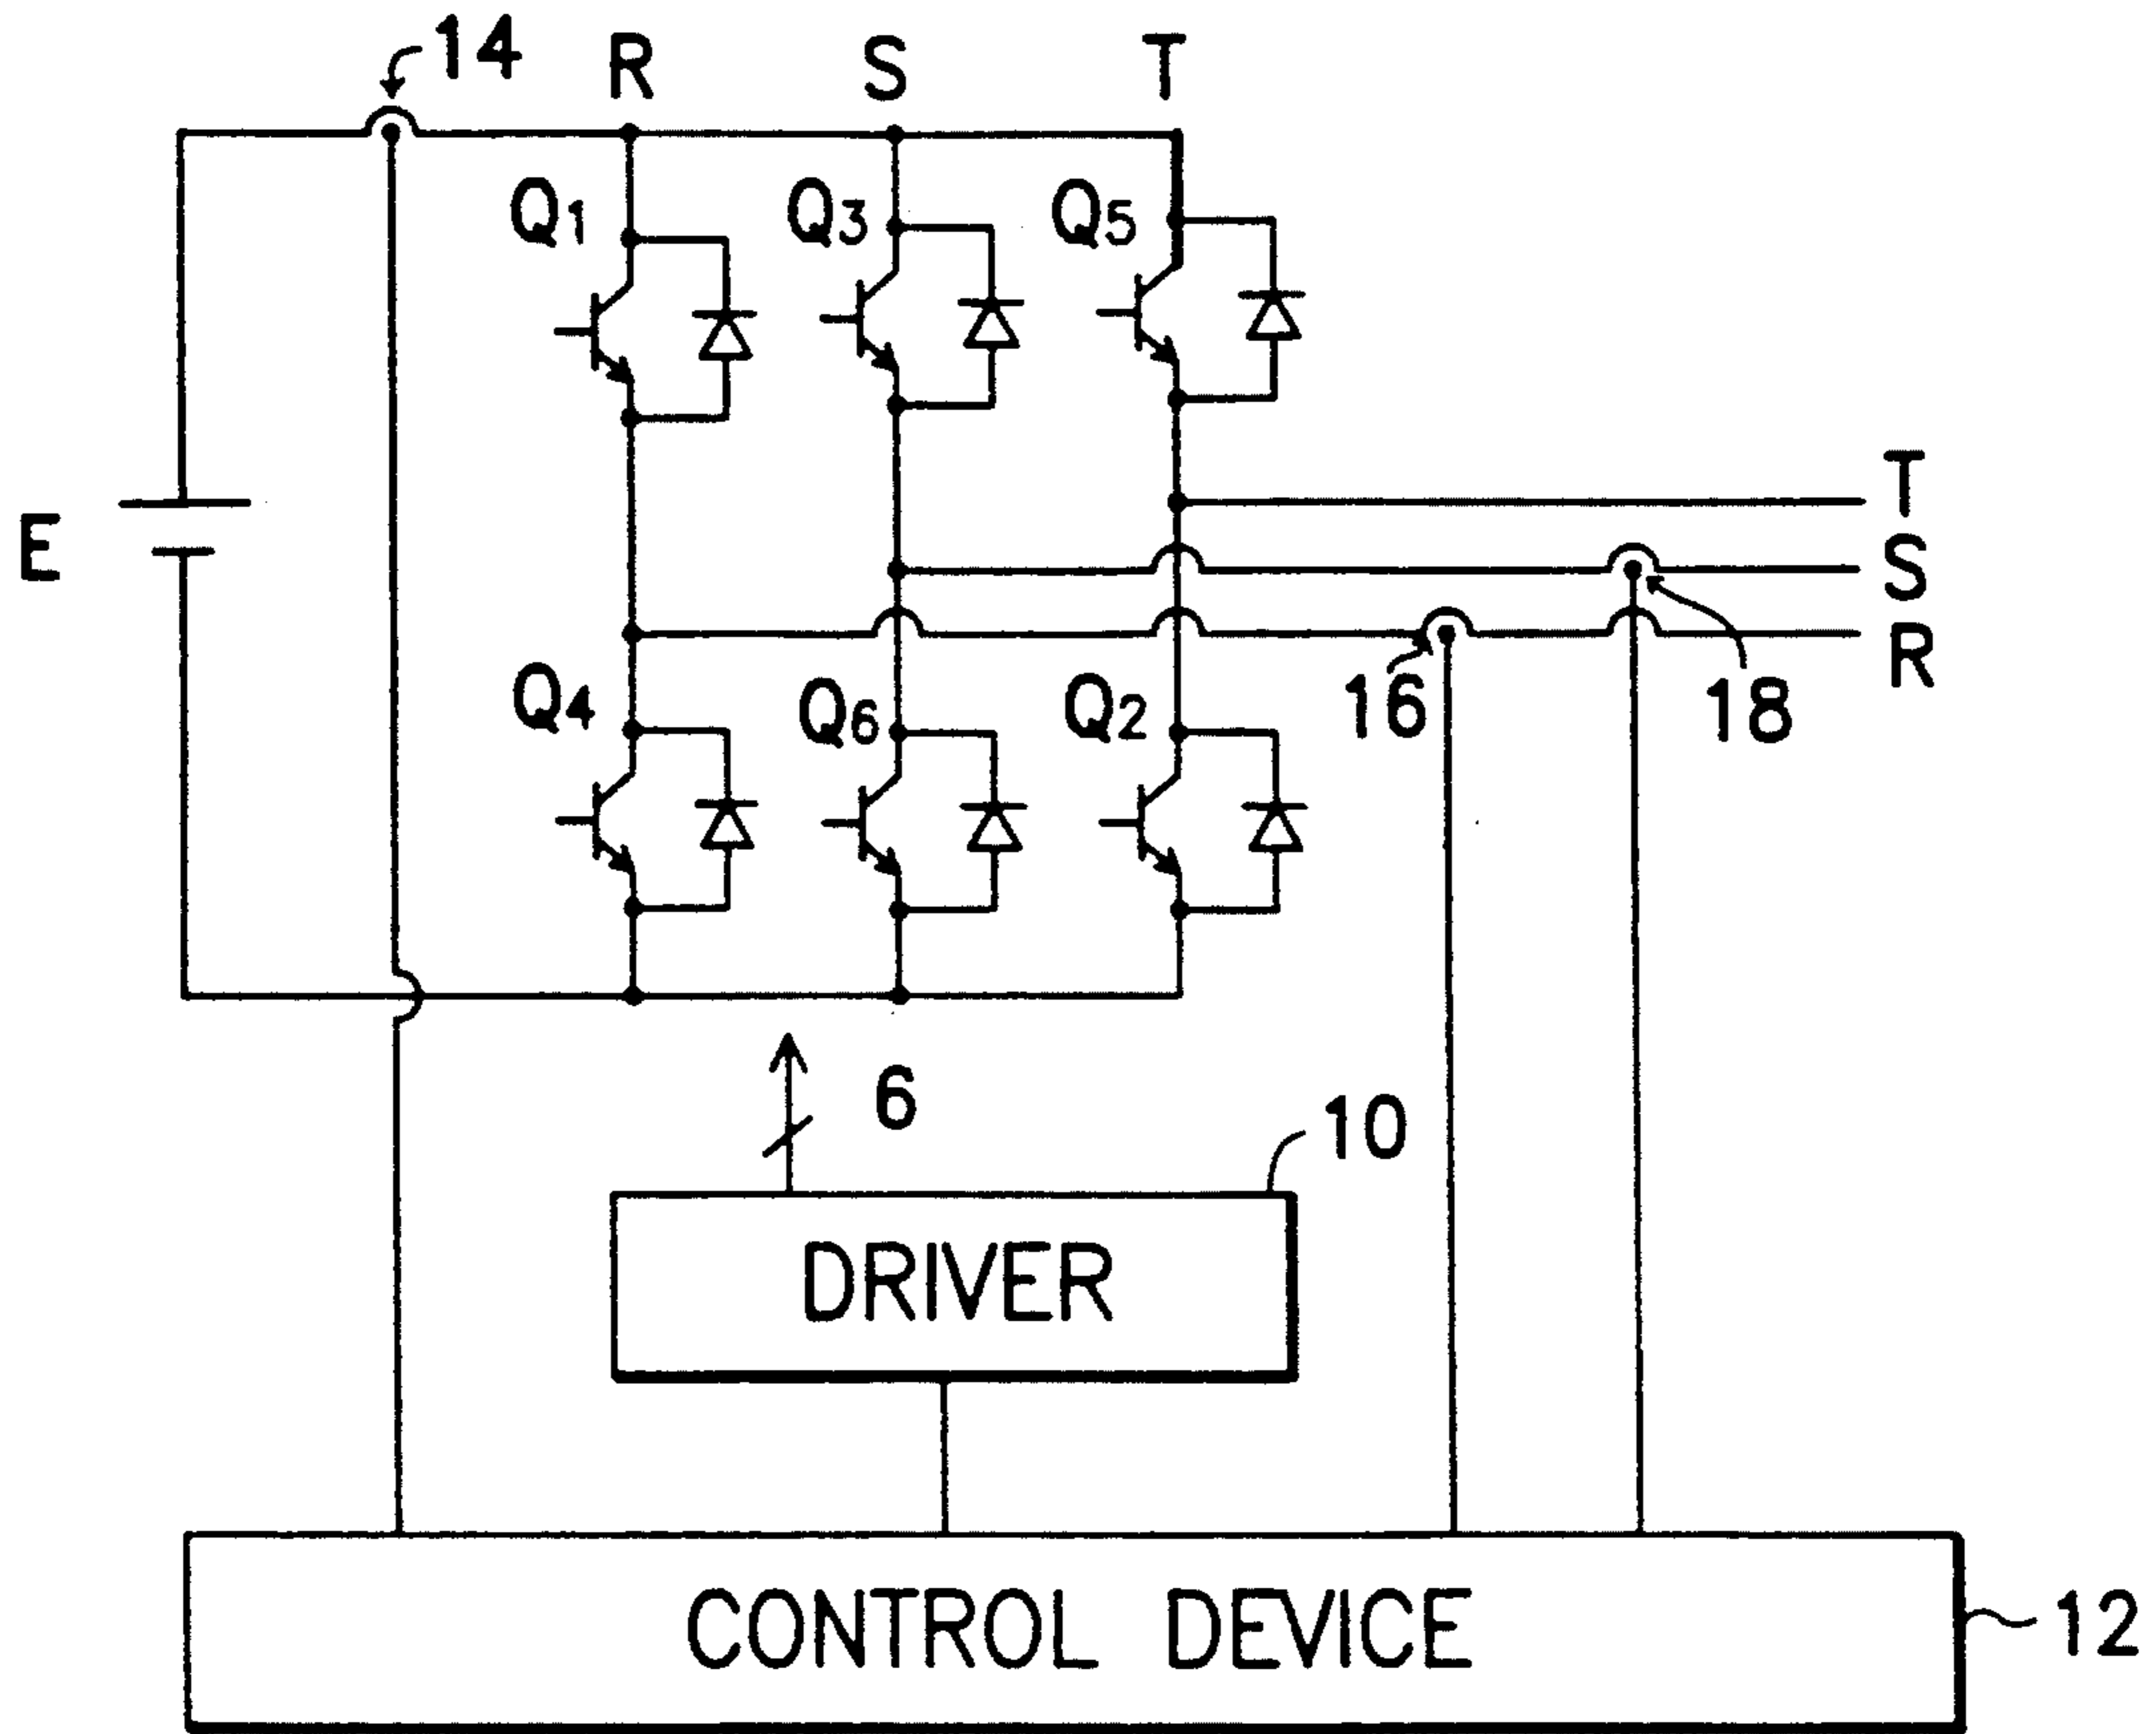 14
R S T
Q1 Q3 Q5
T
E
S
R
Q4 Q6 Q2
16 18
6
10
DRIVER
CONTROL DEVICE
12